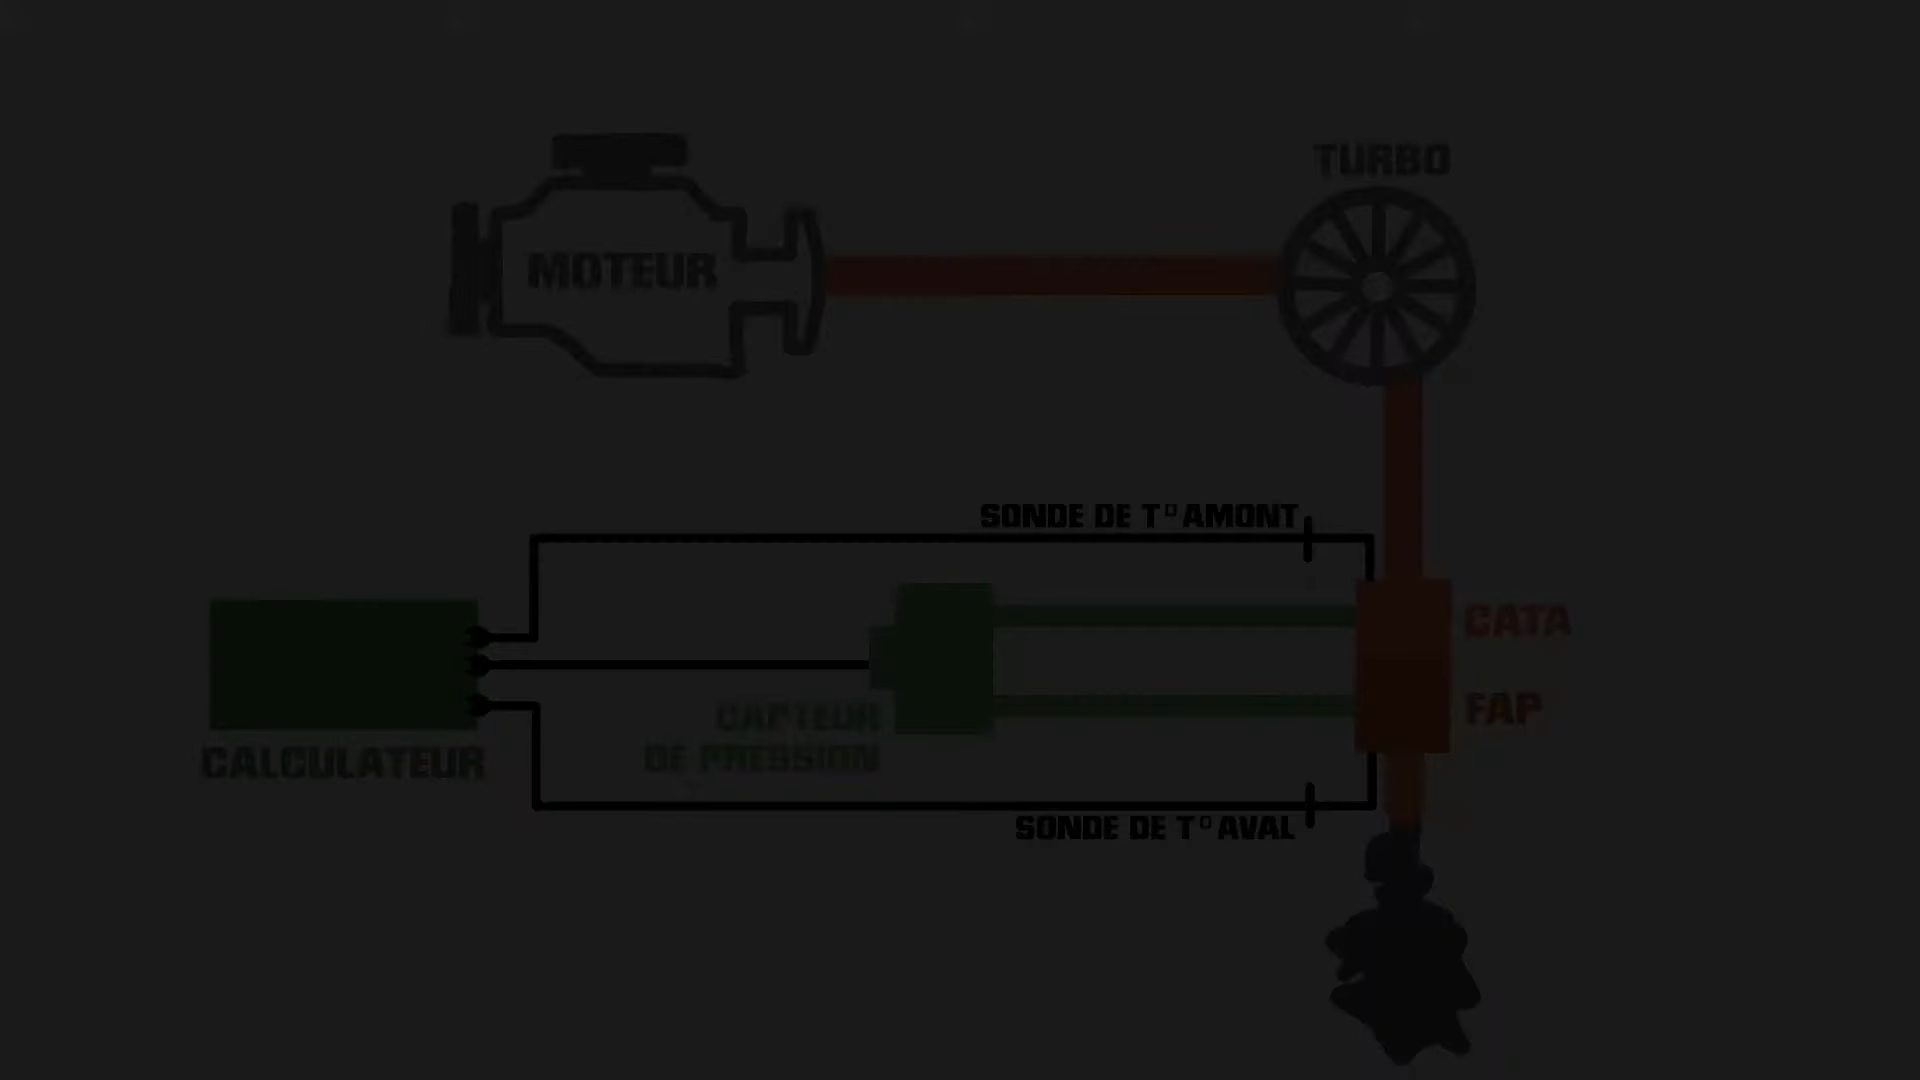 TURBO
MOTEUR
SONDE DE T° AMONT
CATA
CAPTEUR
DE PRESSION
FAP
CALCULATEUR
SONDE DE T° AVAL